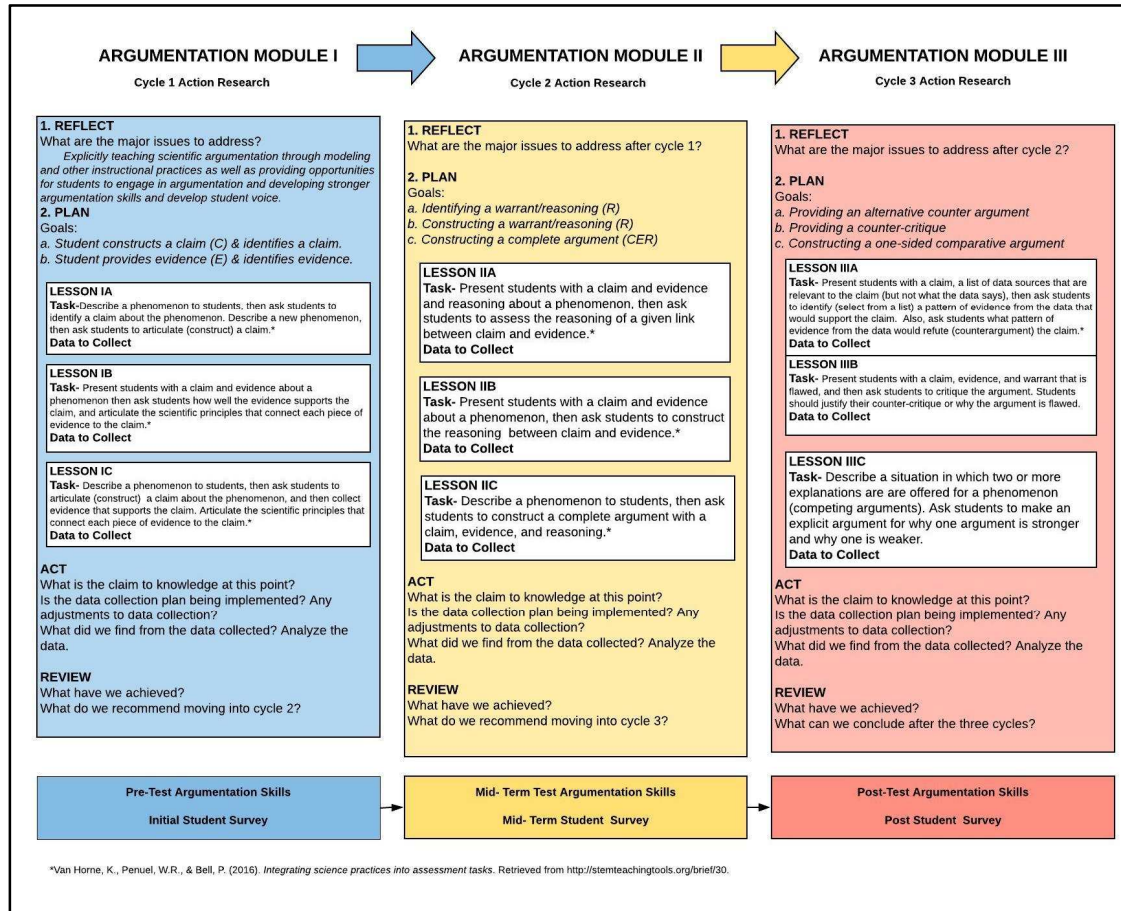 ARGUMENTATION MODULE I
Cycle 1 Action Research
ARGUMENTATION MODULE II
Cycle 2 Action Research
ARGUMENTATION MODULE III
Cycle 3 Action Research
1. REFLECT
What are the major issues to address?
Explicitly teaching scientific argumentation through modeling
and other instructional practices as well as providing opportunities
for students to engage in argumentation and developing stronger
argumentation skills and develop student voice.
2. PLAN
Goals:
a. Student constructs a claim (C) & identifies a claim.
b. Student provides evidence (E) & identifies evidence.
LESSON IA
Task-Describe a phenomenon to students, then ask students to
identify a claim about the phenomenon. Describe a new phenomenon,
then ask students to articulate (construct) a claim.*
Data to Collect
LESSON IB
Task- Present students with a claim and evidence about a
phenomenon then ask students how well the evidence supports the
claim, and articulate the scientific principles that connect each piece of
evidence to the claim.*
Data to Collect
LESSON IC
Task- Describe a phenomenon to students, then ask students to
articulate (construct) a claim about the phenomenon, and then collect
evidence that supports the claim. Articulate the scientific principles that
connect each piece of evidence to the claim.*
Data to Collect
ACT
What is the claim to knowledge at this point?
Is the data collection plan being implemented? Any
adjustments to data collection?
What did we find from the data collected? Analyze the
data.
REVIEW
What have we achieved?
What do we recommend moving into cycle 2?
1. REFLECT
What are the major issues to address after cycle 1?
2. PLAN
Goals:
a. Identifying a warrant/reasoning (R)
b. Constructing a warrant/reasoning (R)
c. Constructing a complete argument (CER)
LESSON IIA
Task- Present students with a claim and evidence
and reasoning about a phenomenon, then ask
students to assess the reasoning of a given link
between claim and evidence.*
Data to Collect
LESSON IIB
Task- Present students with a claim and evidence
about a phenomenon, then ask students to construct
the reasoning between claim and evidence.*
Data to Collect
LESSON IIC
Task- Describe a phenomenon to students, then ask
students to construct a complete argument with a
claim, evidence, and reasoning.*
Data to Collect
ACT
What is the claim to knowledge at this point?
Is the data collection plan being implemented? Any
adjustments to data collection?
What did we find from the data collected? Analyze the
data.
REVIEW
What have we achieved?
What do we recommend moving into cycle 3?
1. REFLECT
What are the major issues to address after cycle 2?
2. PLAN
Goals:
a. Providing an alternative counter argument
b. Providing a counter-critique
c. Constructing a one-sided comparative argument
LESSON IIIA
Task- Present students with a claim, a list of data sources that are
relevant to the claim (but not what the data says), then ask students
to identify (select from a list) a pattern of evidence from the data that
would support the claim. Also, ask students what pattern of
evidence from the data would refute (counterargument) the claim.*
Data to Collect
LESSON IIIB
Task- Present students with a claim, evidence, and warrant that is
flawed, and then ask students to critique the argument. Students
should justify their counter-critique or why the argument is flawed.
Data to Collect
LESSON IIIC
Task- Describe a situation in which two or more
explanations are are offered for a phenomenon
(competing arguments). Ask students to make an
explicit argument for why one argument is stronger
and why one is weaker.
Data to Collect
ACT
What is the claim to knowledge at this point?
Is the data collection plan being implemented? Any
adjustments to data collection?
What did we find from the data collected? Analyze the
data.
REVIEW
What have we achieved?
What can we conclude after the three cycles?
Pre-Test Argumentation Skills
Initial Student Survey
Mid- Term Test Argumentation Skills
Mid- Term Student Survey
Post-Test Argumentation Skills
Post Student Survey
*Van Horne, K., Penuel, W.R., & Bell, P. (2016). Integrating science practices into assessment tasks. Retrieved from http://stemteachingtools.org/brief/30.